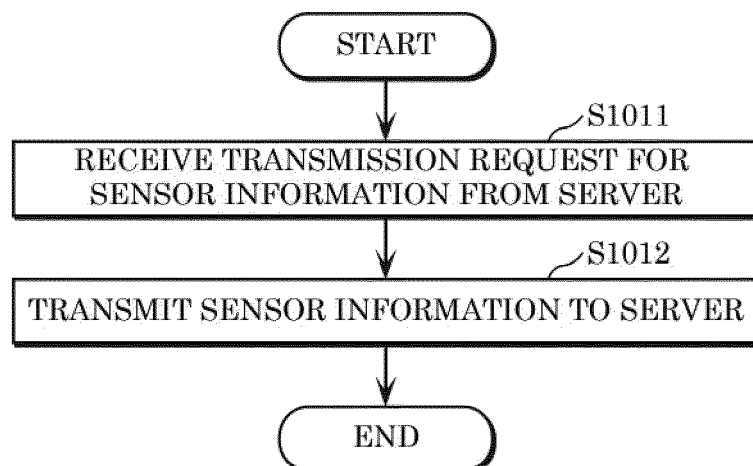 START
S1011
RECEIVE TRANSMISSION REQUEST FOR
SENSOR INFORMATION FROM SERVER
S1012
TRANSMIT SENSOR INFORMATION TO SERVER
END